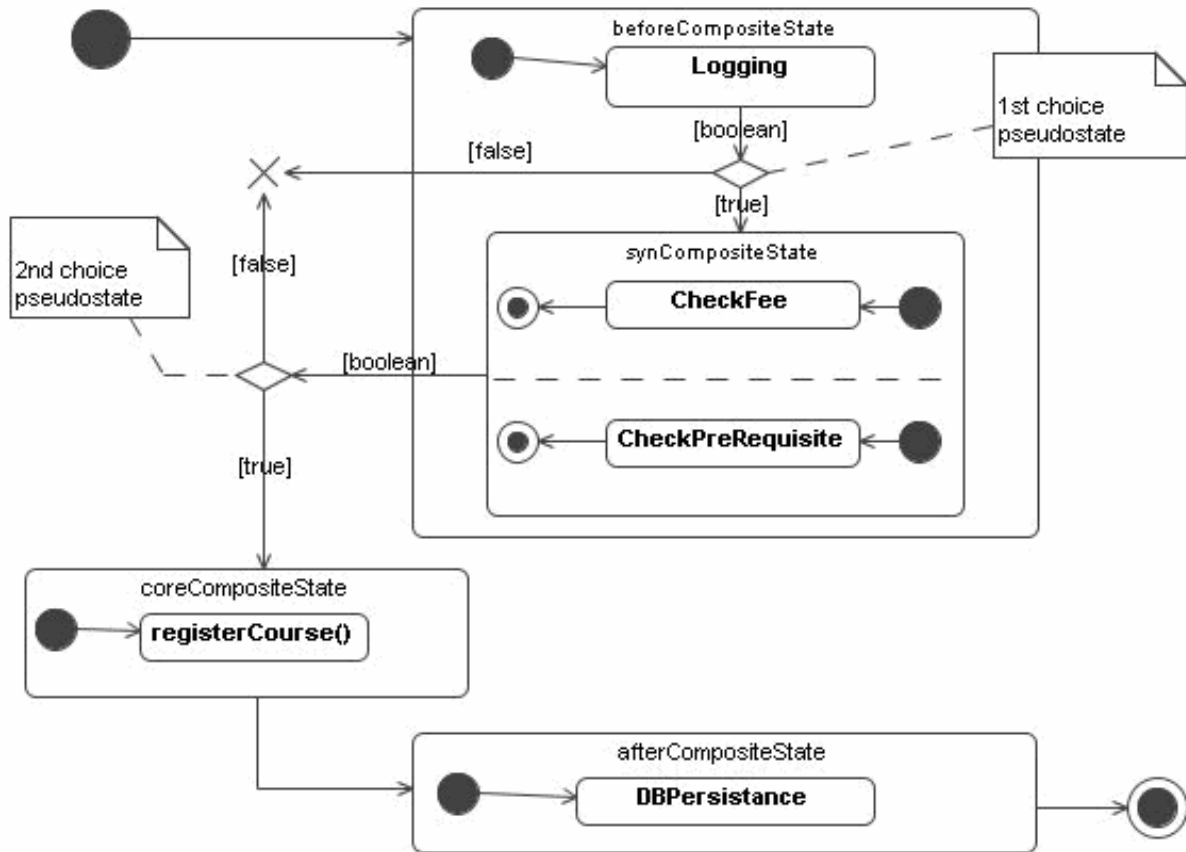 beforeCompositeState
Logging
1st choice
pseudostate
[boolean]
[false]
[true]
2nd choice
pseudostate
[false]
synCompositeState
CheckFee
[boolean]
CheckPreRequisite
[true]
coreCompositeState
registerCourse()
afterCompositeState
DBPersistance